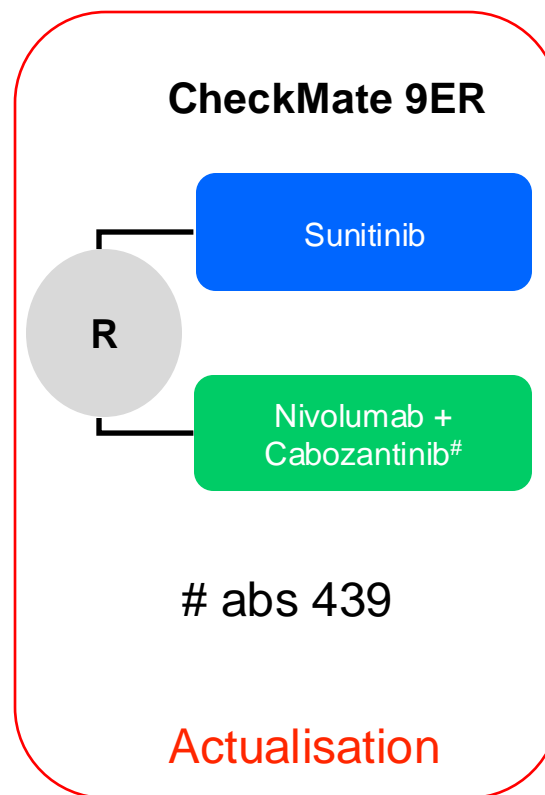 CheckMate 9ER
Sunitinib
R
Nivolumab +
Cabozantinib#
# abs 439
Actualisation